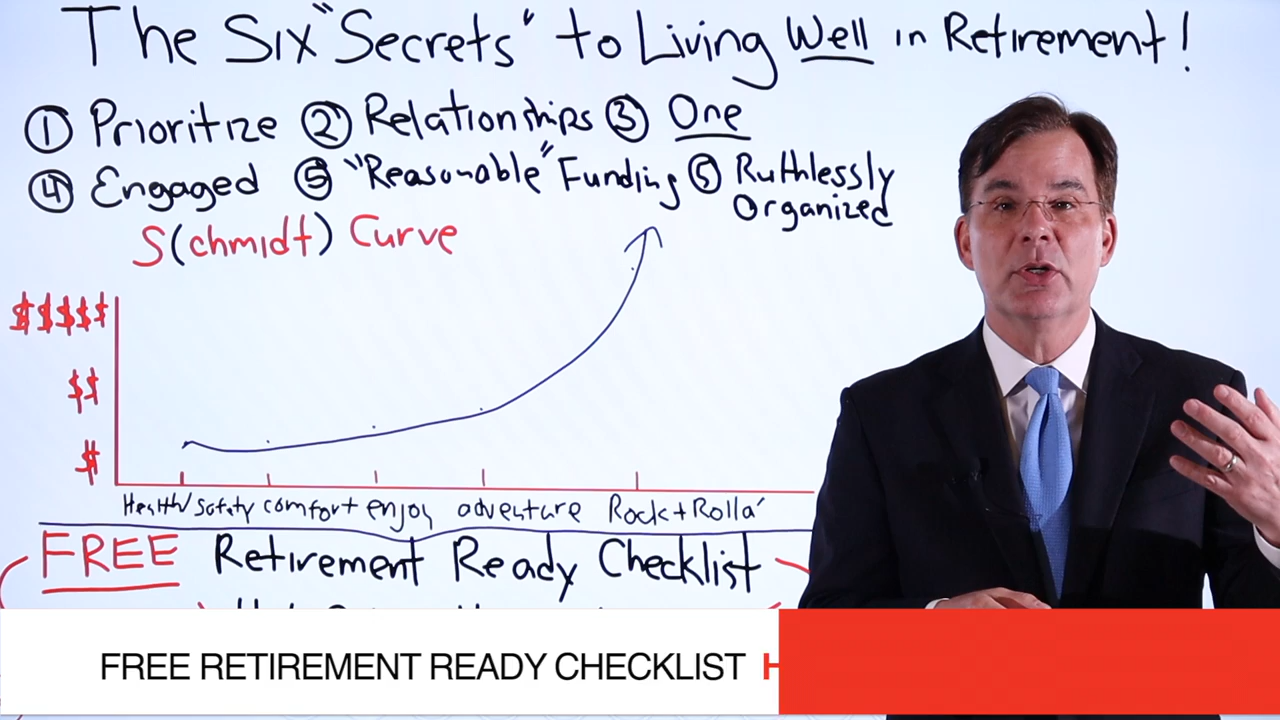 The Six "Secrets" to Living Well in Retirement!
① Prioritize ② Relationships ③ One
④ Engaged ⑤ "Reasonable" Funding ⑥ Ruthlessly
Organized
S(chmidt) Curve
$$$$$
$$
$
Health/Safety comfort enjoy adventure Rock+Rolla'
FREE Retirement Ready Checklist
FREE RETIREMENT READY CHECKLIST H